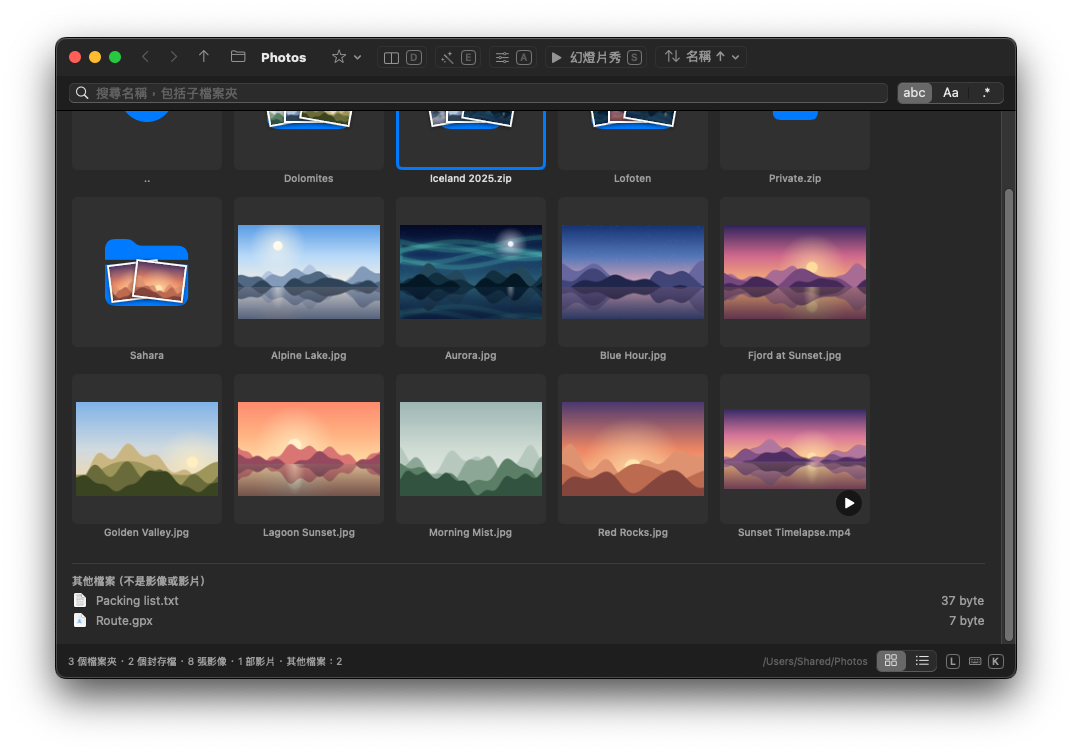 Photos D E A 幻燈片秀 S 名稱
搜尋名稱，包括子檔案夾 abc Aa .*
.. Dolomites Iceland 2025.zip Lofoten Private.zip
Sahara Alpine Lake.jpg Aurora.jpg Blue Hour.jpg Fjord at Sunset.jpg
Golden Valley.jpg Lagoon Sunset.jpg Morning Mist.jpg Red Rocks.jpg Sunset Timelapse.mp4
其他檔案 (不是影像或影片)
Packing list.txt 37 byte
Route.gpx 7 byte
3 個檔案夾・2 個封存檔・8 張影像・1 部影片・其他檔案：2 /Users/Shared/Photos L K